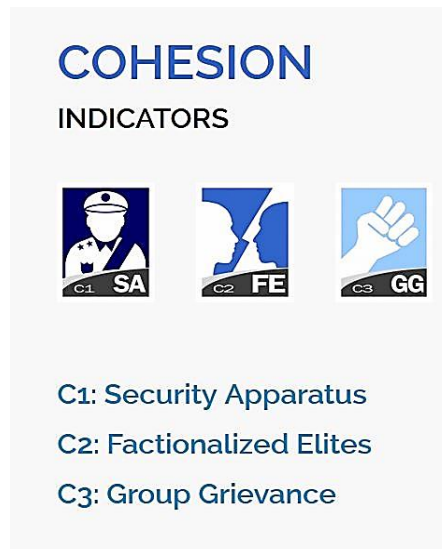 COHESION
INDICATORS
C1 SA
C2 FE
C3 GG
C1: Security Apparatus
C2: Factionalized Elites
C3: Group Grievance